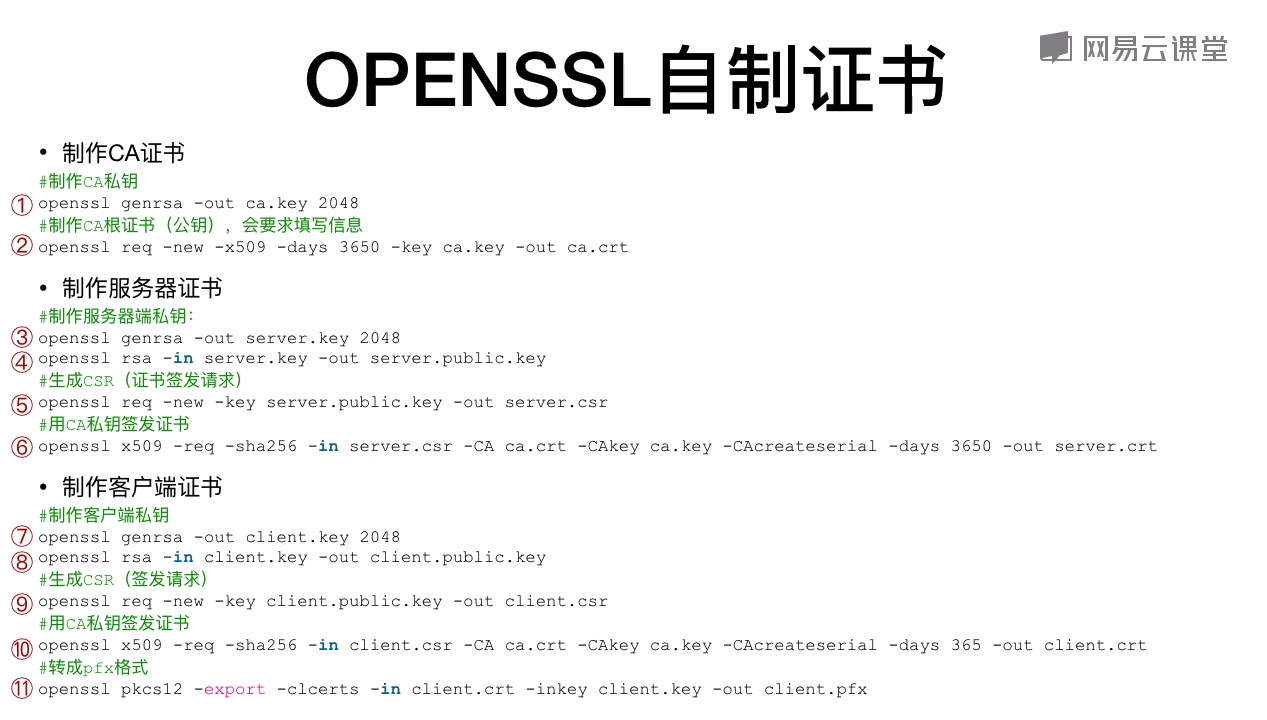 网易云课堂
OPENSSL自制证书
• 制作CA证书
#制作CA私钥
① openssl genrsa -out ca.key 2048
#制作CA根证书（公钥），会要求填写信息
② openssl req -new -x509 -days 3650 -key ca.key -out ca.crt
• 制作服务器证书
#制作服务器端私钥：
③ openssl genrsa -out server.key 2048
④ openssl rsa -in server.key -out server.public.key
#生成CSR（证书签发请求）
⑤ openssl req -new -key server.public.key -out server.csr
#用CA私钥签发证书
⑥ openssl x509 -req -sha256 -in server.csr -CA ca.crt -CAkey ca.key -CAcreateserial -days 3650 -out server.crt
• 制作客户端证书
#制作客户端私钥
⑦ openssl genrsa -out client.key 2048
⑧ openssl rsa -in client.key -out client.public.key
#生成CSR（签发请求）
⑨ openssl req -new -key client.public.key -out client.csr
#用CA私钥签发证书
⑩ openssl x509 -req -sha256 -in client.csr -CA ca.crt -CAkey ca.key -CAcreateserial -days 365 -out client.crt
#转成pfx格式
⑪ openssl pkcs12 -export -clcerts -in client.crt -inkey client.key -out client.pfx